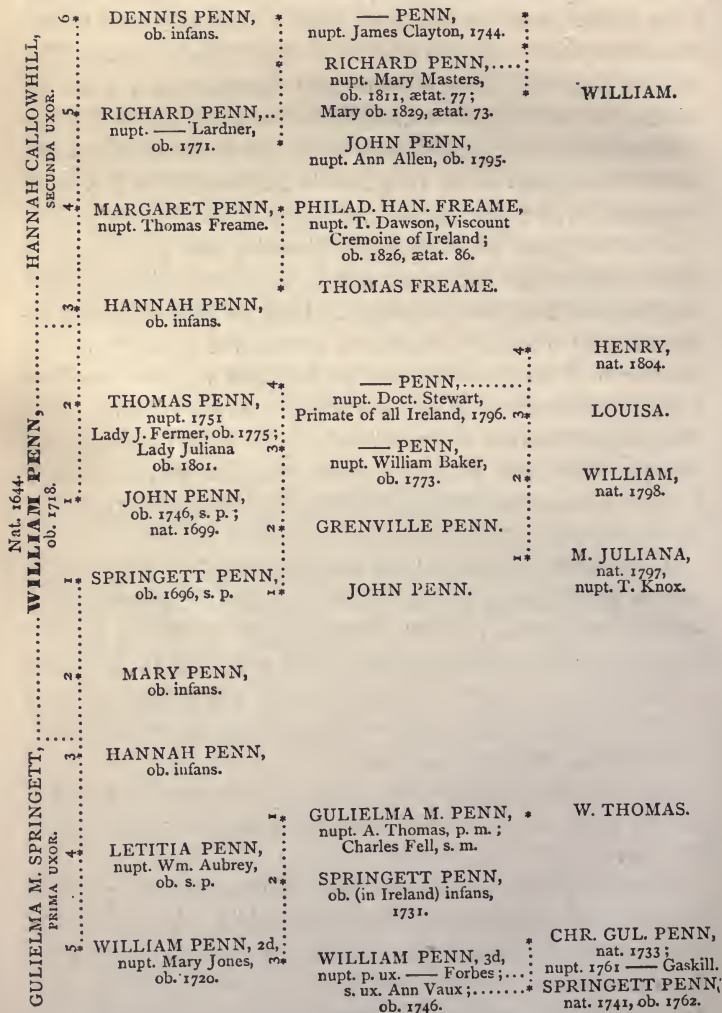 GULIELMA M. SPRINGETT,
PRIMA UXOR.
Nat. 1644.
WILLIAM PENN,
ob. 1718.
HANNAH CALLOWHILL,
SECUNDA UXOR.
6
DENNIS PENN,
ob. infans.
5
RICHARD PENN,
nupt. —— Lardner,
ob. 1771.
4
MARGARET PENN,
nupt. Thomas Freame.
3
HANNAH PENN,
ob. infans.
2
THOMAS PENN,
nupt. 1751
Lady J. Fermer, ob. 1775;
Lady Juliana
ob. 1801.
1
JOHN PENN,
ob. 1746, s. p.;
nat. 1699.
1
SPRINGETT PENN,
ob. 1696, s. p.
2
MARY PENN,
ob. infans.
3
HANNAH PENN,
ob. infans.
4
LETITIA PENN,
nupt. Wm. Aubrey,
ob. s. p.
5
WILLIAM PENN, 2d,
nupt. Mary Jones,
ob. 1720.
—— PENN,
nupt. James Clayton, 1744.
RICHARD PENN,
nupt. Mary Masters,
ob. 1811, ætat. 77;
Mary ob. 1829, ætat. 73.
JOHN PENN,
nupt. Ann Allen, ob. 1795.
PHILAD. HAN. FREAME,
nupt. T. Dawson, Viscount
Cremoine of Ireland;
ob. 1826, ætat. 86.
THOMAS FREAME.
4
—— PENN,
nupt. Doct. Stewart,
Primate of all Ireland, 1796.
3
—— PENN,
nupt. William Baker,
ob. 1773.
2
GRENVILLE PENN.
1
JOHN PENN.
1
GULIELMA M. PENN,
nupt. A. Thomas, p. m.;
Charles Fell, s. m.
2
SPRINGETT PENN,
ob. (in Ireland) infans,
1731.
3
WILLIAM PENN, 3d,
nupt. p. ux. —— Forbes;
s. ux. Ann Vaux;
ob. 1746.
WILLIAM.
4
HENRY,
nat. 1804.
3
LOUISA.
2
WILLIAM,
nat. 1798.
1
M. JULIANA,
nat. 1797,
nupt. T. Knox.
W. THOMAS.
CHR. GUL. PENN,
nat. 1733;
nupt. 1761 —— Gaskill.
SPRINGETT PENN,
nat. 1741, ob. 1762.